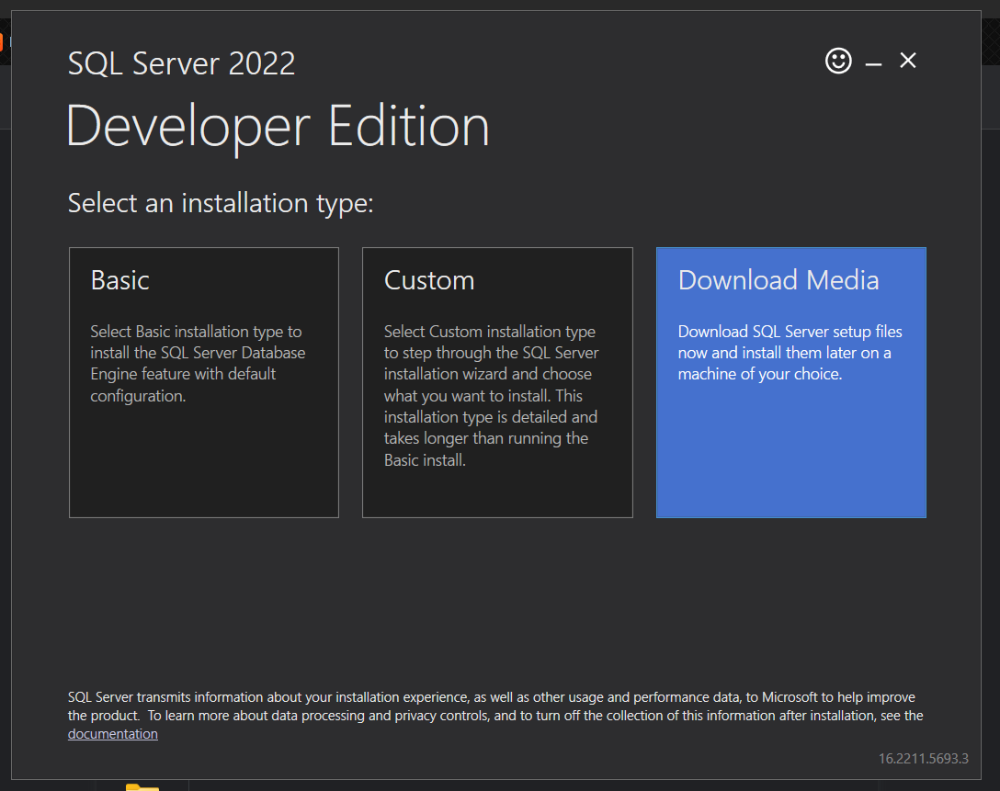 SQL Server 2022
Developer Edition
Select an installation type:
Basic
Select Basic installation type to
install the SQL Server Database
Engine feature with default
configuration.
Custom
Select Custom installation type
to step through the SQL Server
installation wizard and choose
what you want to install. This
installation type is detailed and
takes longer than running the
Basic install.
Download Media
Download SQL Server setup files
now and install them later on a
machine of your choice.
SQL Server transmits information about your installation experience, as well as other usage and performance data, to Microsoft to help improve
the product.  To learn more about data processing and privacy controls, and to turn off the collection of this information after installation, see the
documentation
16.2211.5693.3